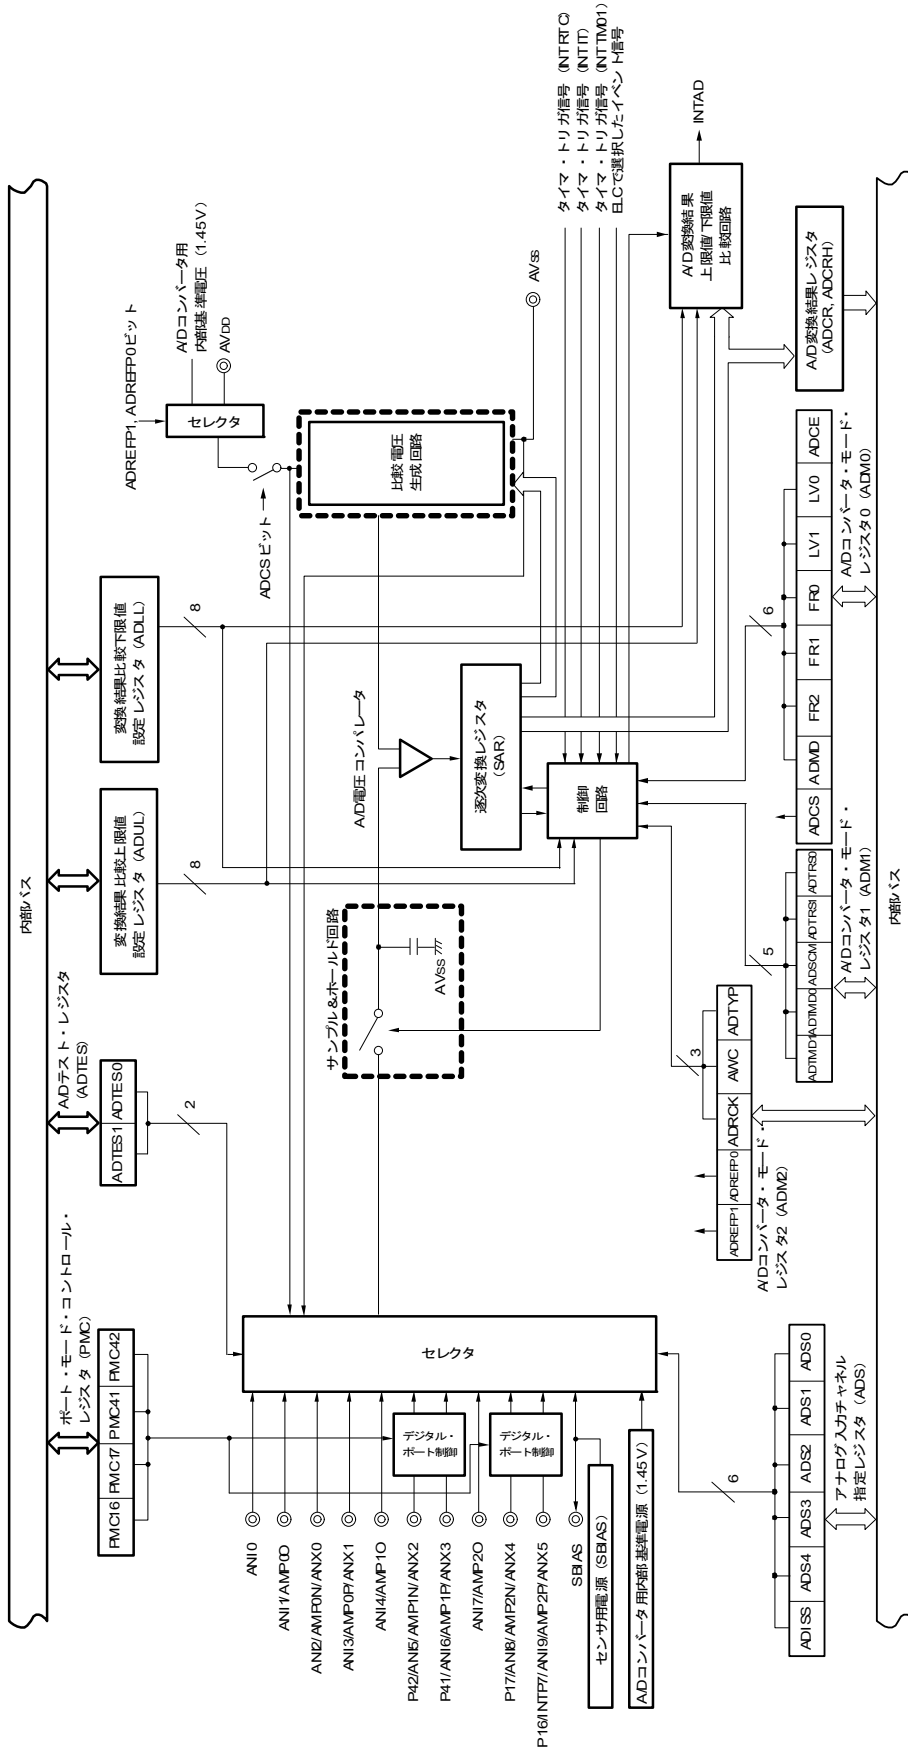 内部バス
ポート・モード・コントロール・
レジスタ (PMC)
PMC16
PMC17
PMC41
PMC42
A/Dテスト・レジスタ
(ADTES)
ADTES1
ADTES0
2
変換結果比較上限値
設定レジスタ (ADUL)
8
変換結果比較下限値
設定レジスタ (ADLL)
8
ADREFP1, ADREFP0ビット
A/Dコンバータ用
内部基準電圧 (1.45V)
AVDD
セレクタ
ADCSビット
比較電圧
生成回路
AVSS
サンプル&ホールド回路
AVSS
A/D電圧コンパレータ
逐次変換レジスタ
(SAR)
制御
回路
タイマ・トリガ信号 (INTRTC)
タイマ・トリガ信号 (INTIT)
タイマ・トリガ信号 (INTTM01)
ELCで選択したイベント信号
A/D変換結果
上限値/下限値
比較回路
INTAD
A/D変換結果レジスタ
(ADCR, ADCRH)
セレクタ
デジタル・
ポート制御
デジタル・
ポート制御
ANI0
ANI1/AMP0O
ANI2/AMP0N/ANX0
ANI3/AMP0P/ANX1
ANI4/AMP1O
P42/ANI5/AMP1N/ANX2
P41/ANI6/AMP1P/ANX3
ANI7/AMP2O
P17/ANI8/AMP2N/ANX4
P16/INTP7/ANI9/AMP2P/ANX5
SBIAS
センサ用電源 (SBIAS)
A/Dコンバータ用内部基準電源 (1.45V)
6
ADISS
ADS4
ADS3
ADS2
ADS1
ADS0
アナログ入力チャネル
指定レジスタ (ADS)
3
ADREFP1
ADREFP0
ADRCK
AWC
ADTYP
A/Dコンバータ・モード・
レジスタ2 (ADM2)
5
ADTMD1
ADTMD0
ADSCM
ADTRS1
ADTRS0
A/Dコンバータ・モード・
レジスタ1 (ADM1)
6
ADCS
ADMD
FR2
FR1
FR0
LV1
LV0
ADCE
A/Dコンバータ・モード・
レジスタ0 (ADM0)
内部バス